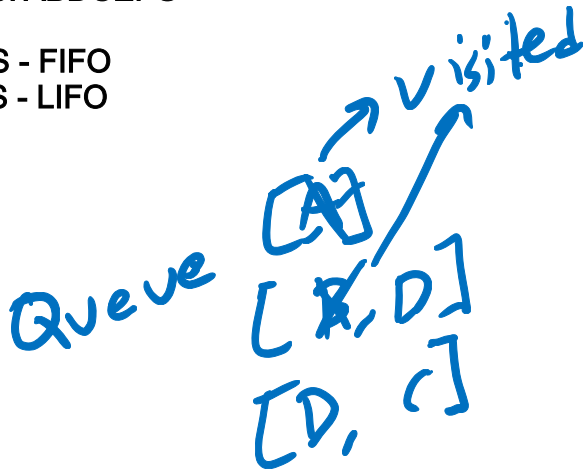 S - FIFO
S - LIFO
visited
[A]
Queue
[B, D]
[D, C]